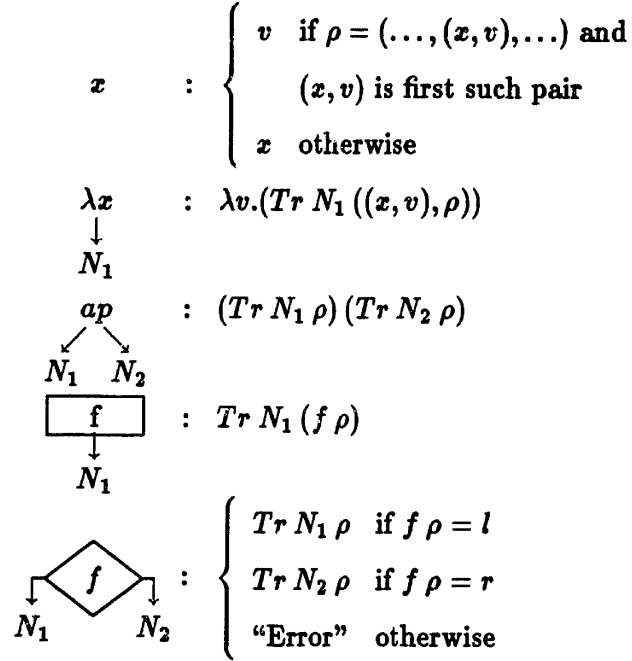 v if ρ = (..., (x, v), ...) and
x : (x, v) is first such pair
x otherwise
λx : λv.(Tr N₁ ((x, v), ρ))
N₁
ap : (Tr N₁ ρ) (Tr N₂ ρ)
N₁ N₂
f : Tr N₁ (f ρ)
N₁
Tr N₁ ρ if f ρ = l
f : Tr N₂ ρ if f ρ = r
N₁ N₂ "Error" otherwise